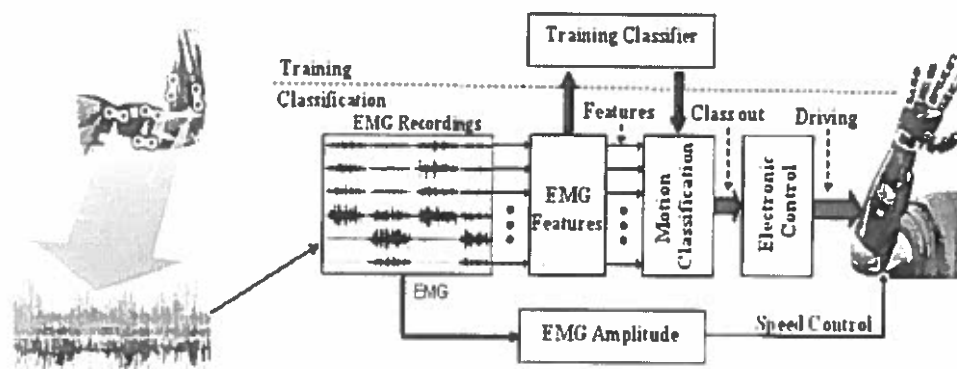 Training Classifier
Training
Classification
EMG Recordings
Features
Class out
Driving
EMG
Features
Motion
Classification
Electronic
Control
EMG
EMG Amplitude
Speed Control